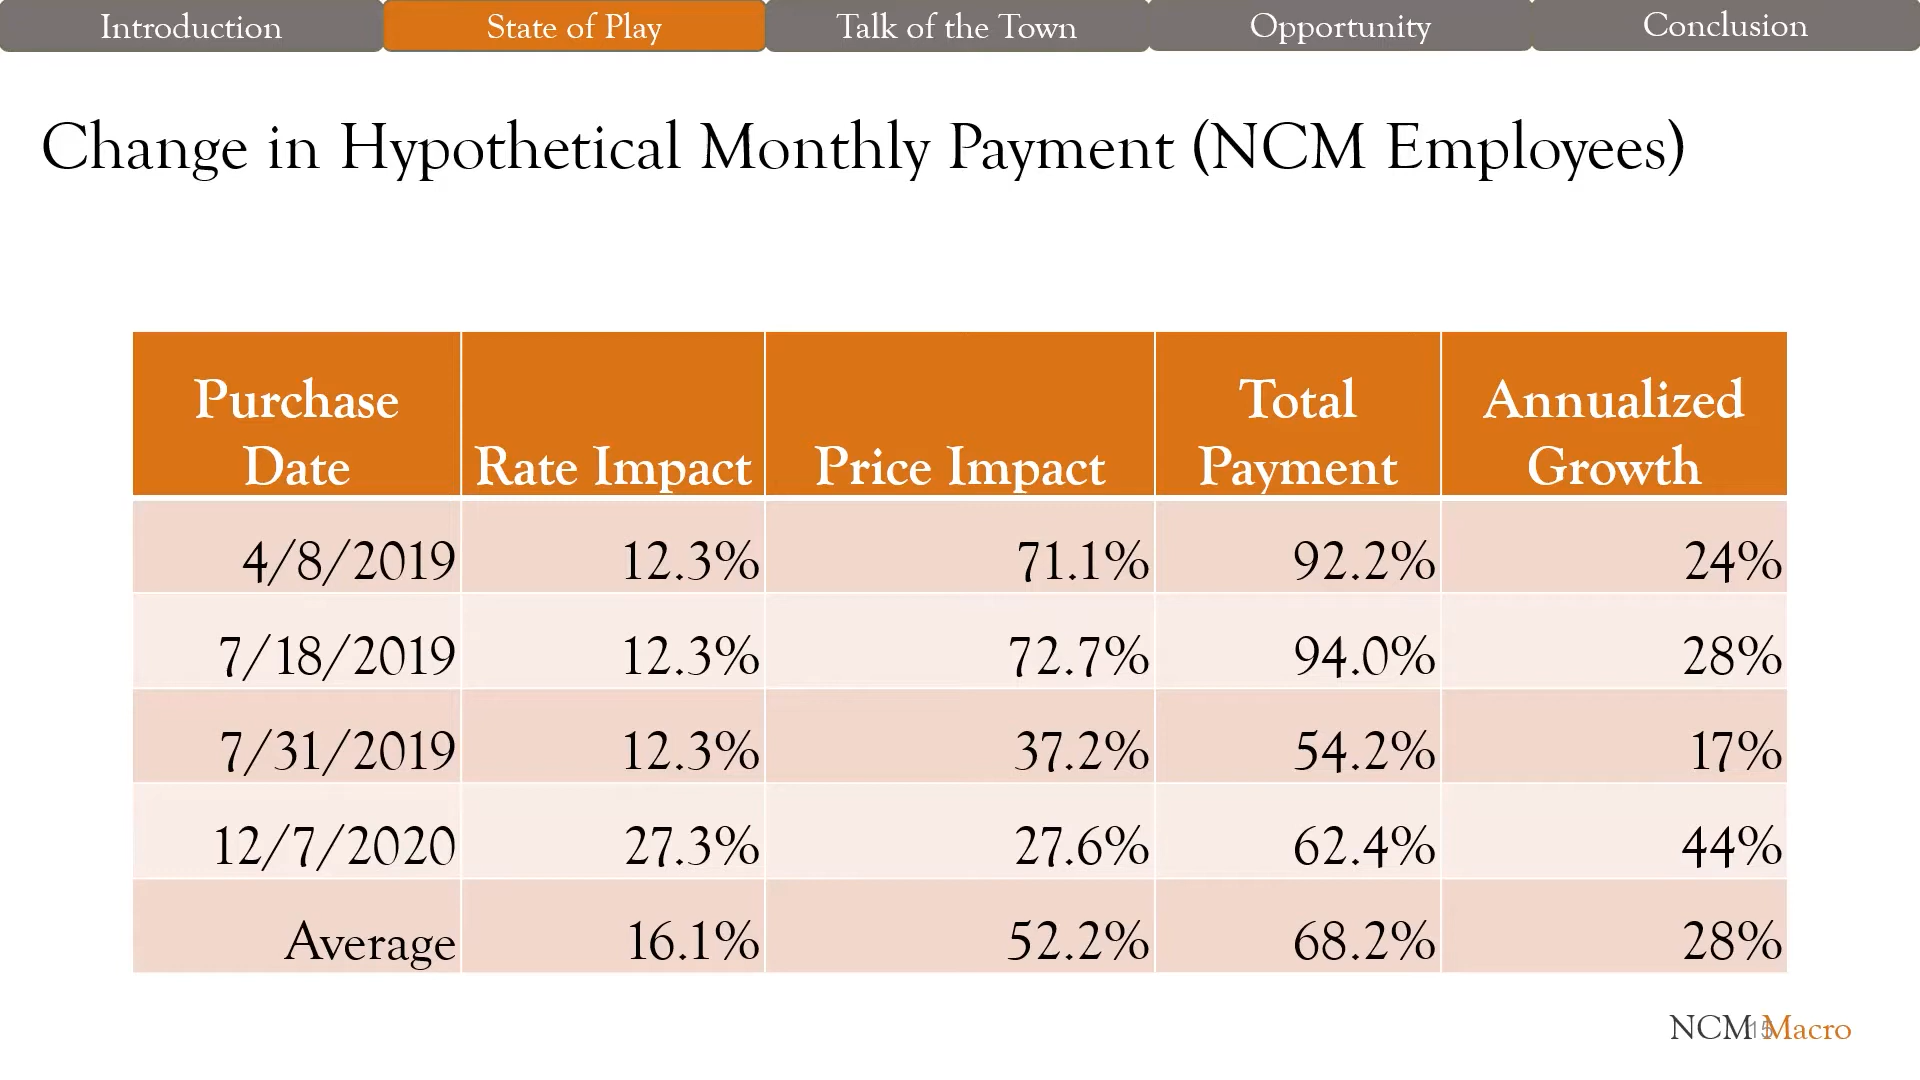 Introduction State of Play Talk of the Town Opportunity Conclusion
Change in Hypothetical Monthly Payment (NCM Employees)
Purchase Date Rate Impact Price Impact Total Payment Annualized Growth
4/8/2019 12.3% 71.1% 92.2% 24%
7/18/2019 12.3% 72.7% 94.0% 28%
7/31/2019 12.3% 37.2% 54.2% 17%
12/7/2020 27.3% 27.6% 62.4% 44%
Average 16.1% 52.2% 68.2% 28%
NCM Macro
15